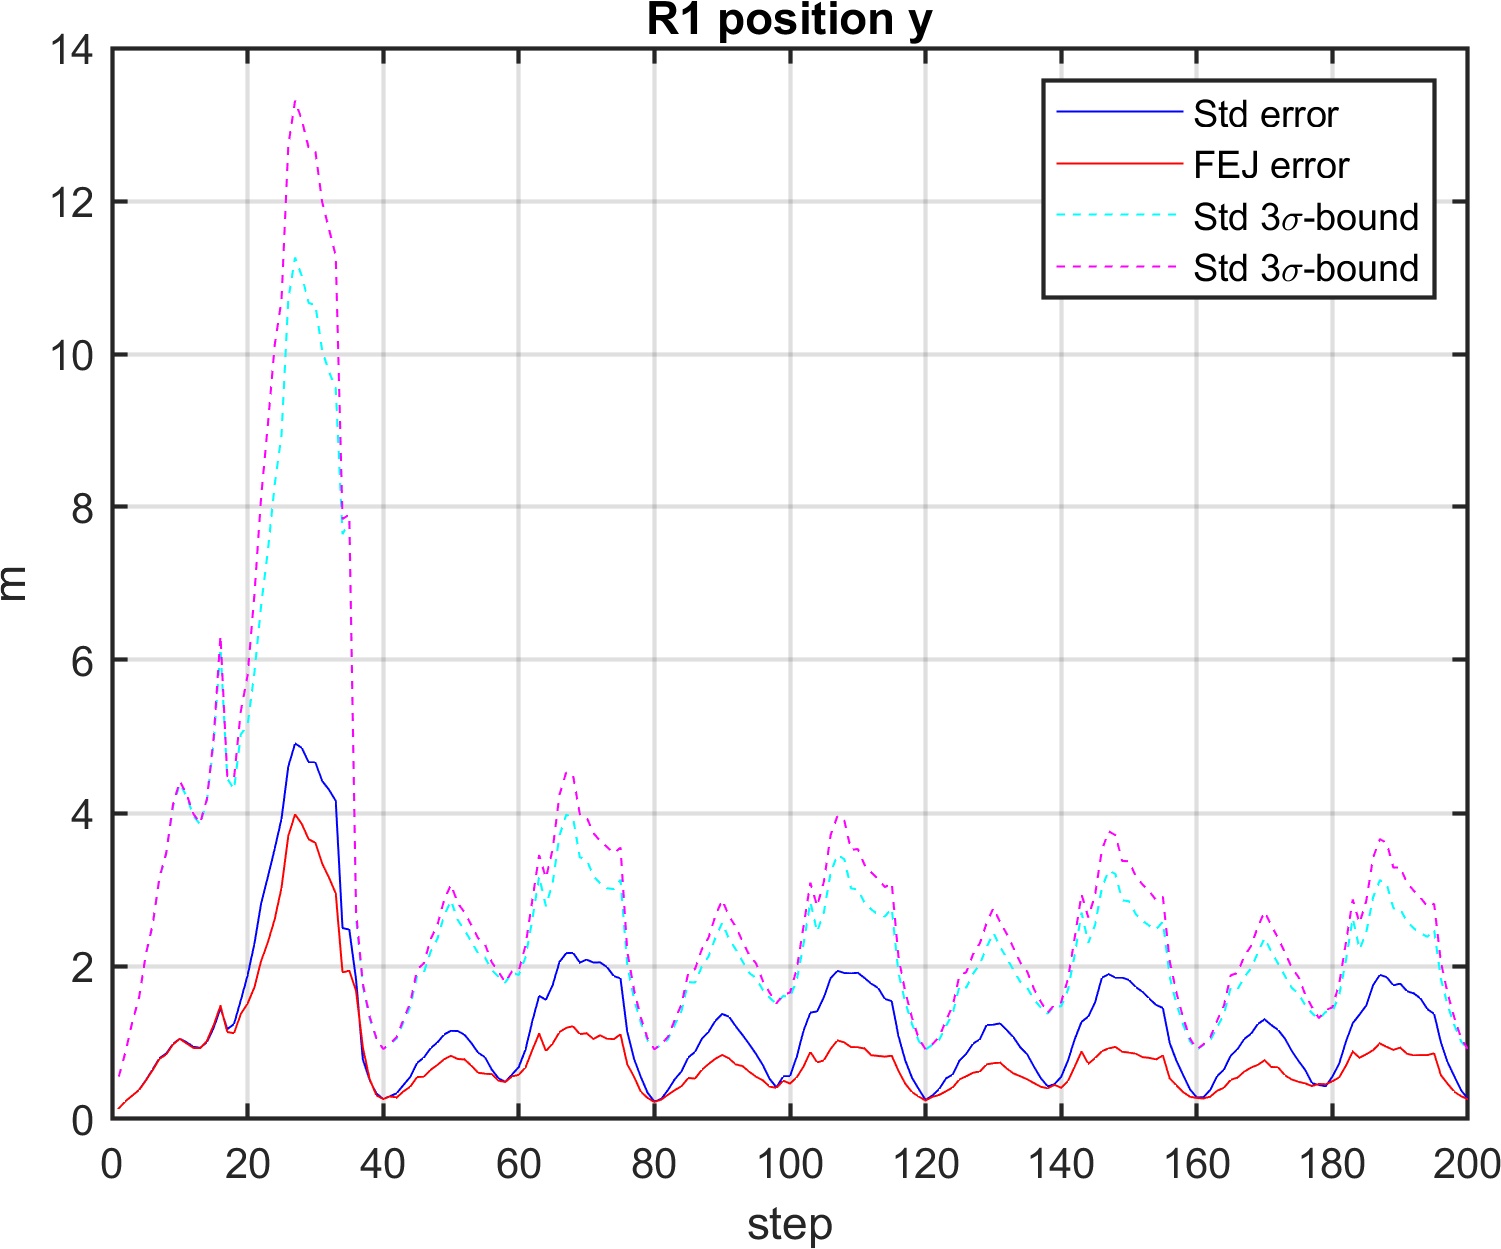 R1 position y
14
12
10
8
6
4
2
0
m
Std error
FEJ error
Std 3σ-bound
Std 3σ-bound
0 20 40 60 80 100 120 140 160 180 200
step